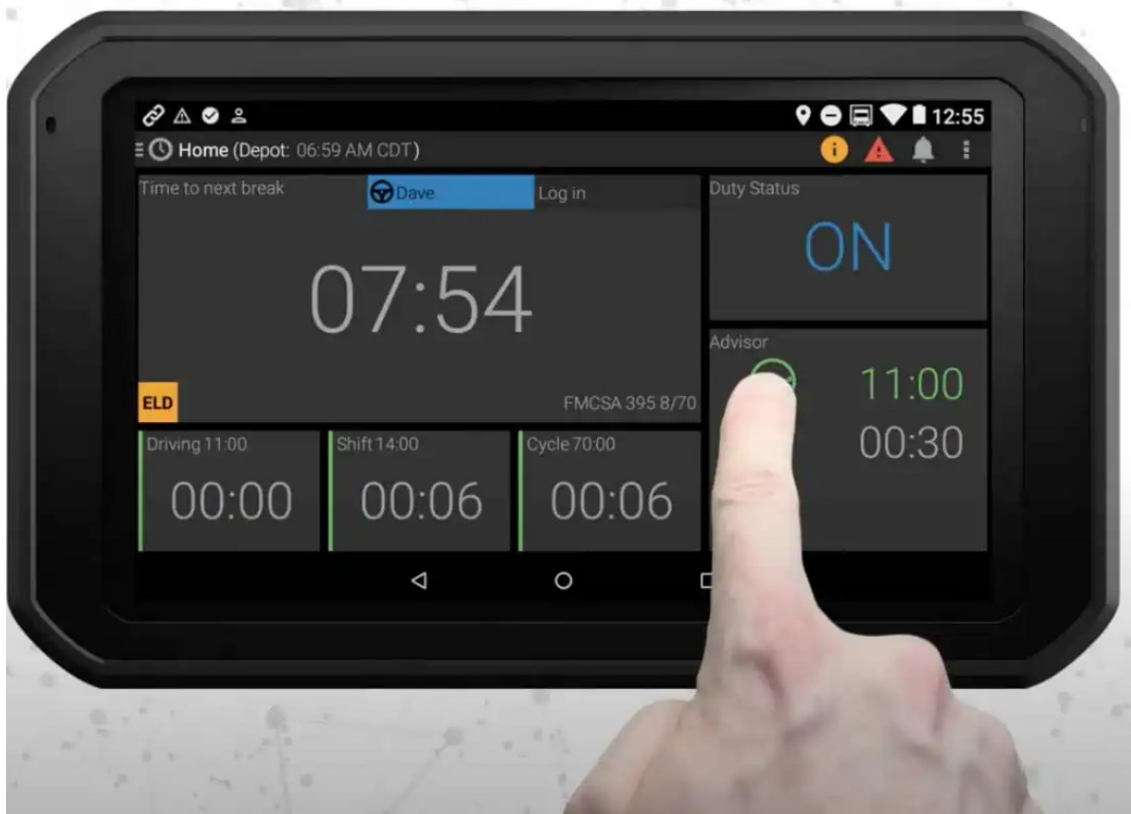 12:55
Home (Depot: 06:59 AM CDT)
Time to next break
Dave
Log in
07:54
ELD
FMCSA 395 8/70
Driving 11:00
00:00
Shift 14:00
00:06
Cycle 70:00
00:06
Duty Status
ON
Advisor
11:00
00:30